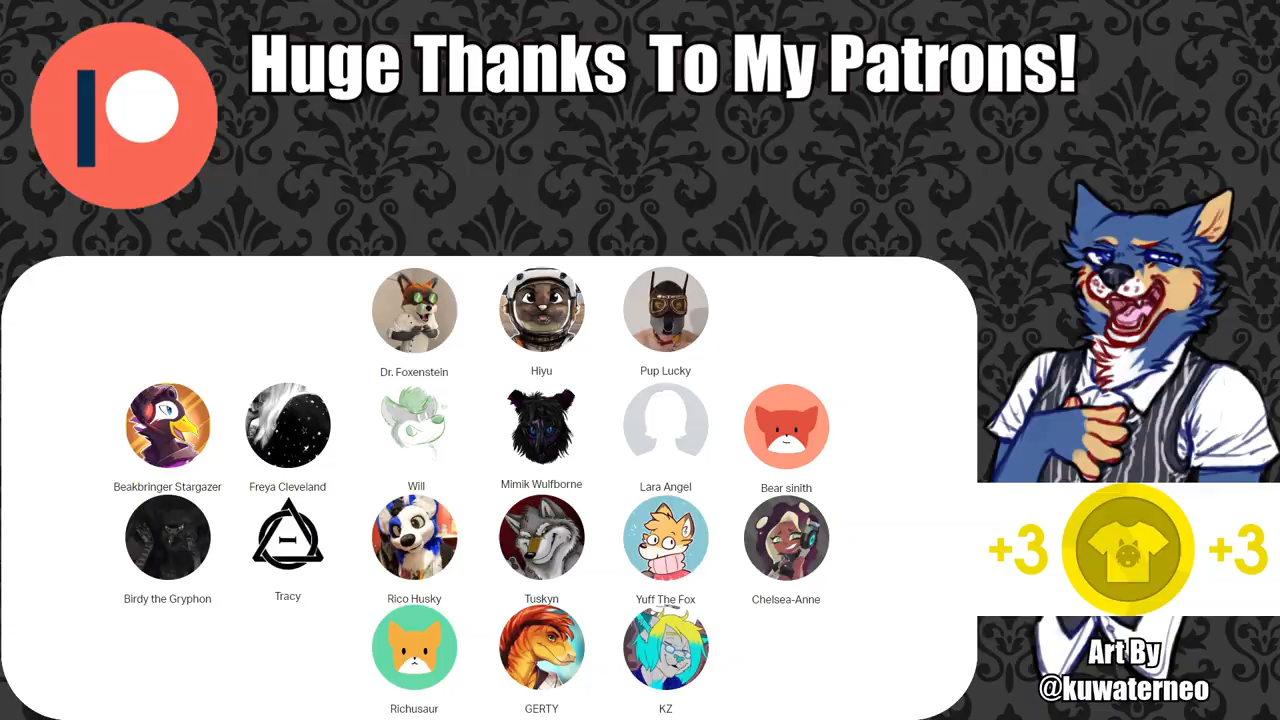 Huge Thanks To My Patrons!
Dr. Foxenstein
Hiyu
Pup Lucky
Beakbringer Stargazer
Freya Cleveland
Will
Mimik Wulfborne
Lara Angel
Bear sinith
Birdy the Gryphon
Tracy
Rico Husky
Tuskyn
Yuff The Fox
Chelsea-Anne
Richusaur
GERTY
KZ
+3
+3
Art By
@kuwaterneo